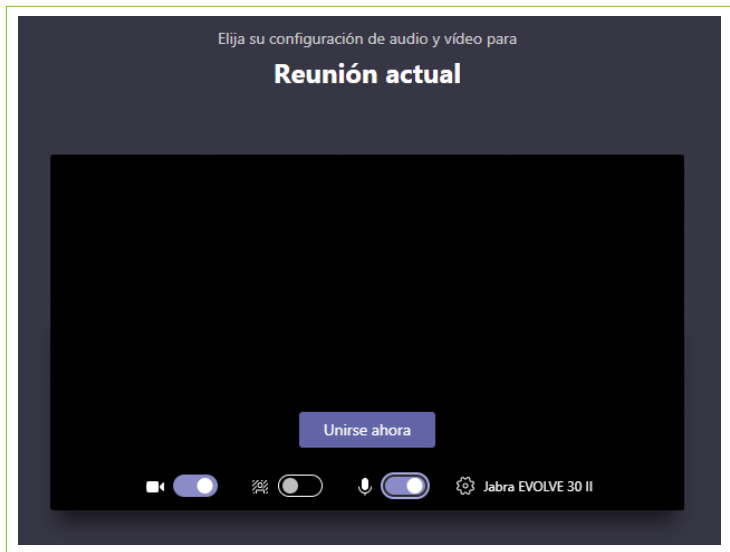 Elija su configuración de audio y vídeo para
Reunión actual
Unirse ahora
Jabra EVOLVE 30 II